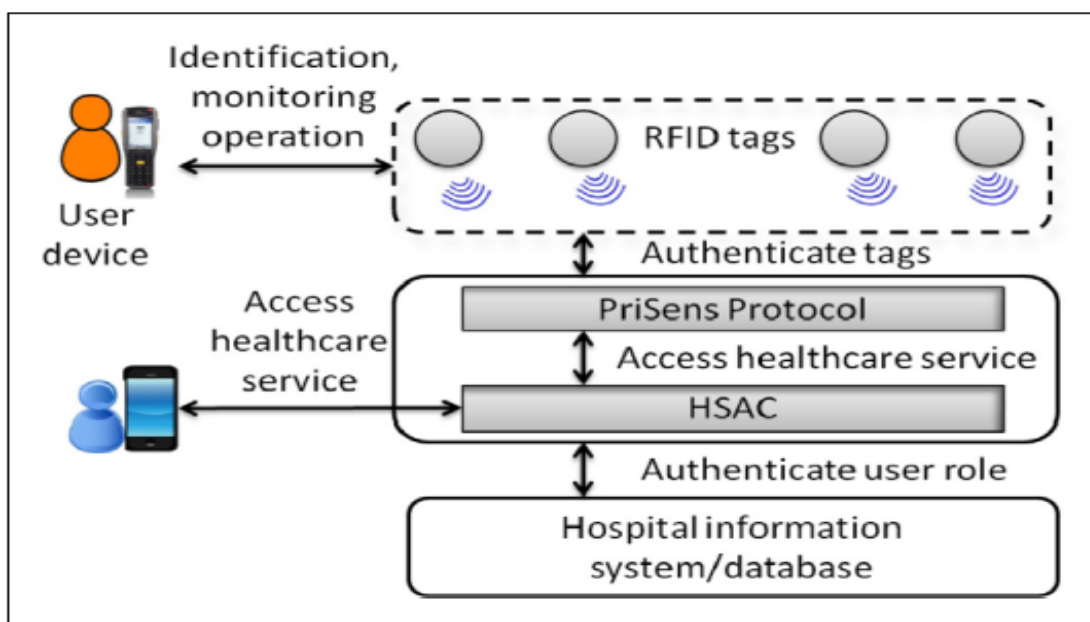 Identification,
monitoring
operation
RFID tags
User
device
Authenticate tags
Access
healthcare
service
PriSens Protocol
Access healthcare service
HSAC
Authenticate user role
Hospital information
system/database